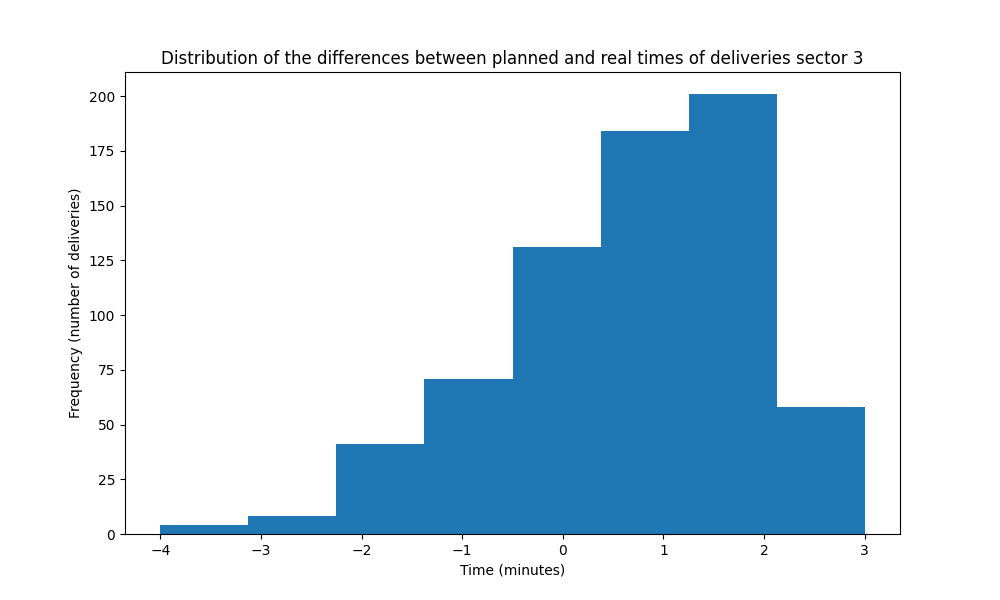 Distribution of the differences between planned and real times of deliveries sector 3
200
175
150
125
100
75
50
25
0
Frequency (number of deliveries)
−4 −3 −2 −1 0 1 2 3
Time (minutes)